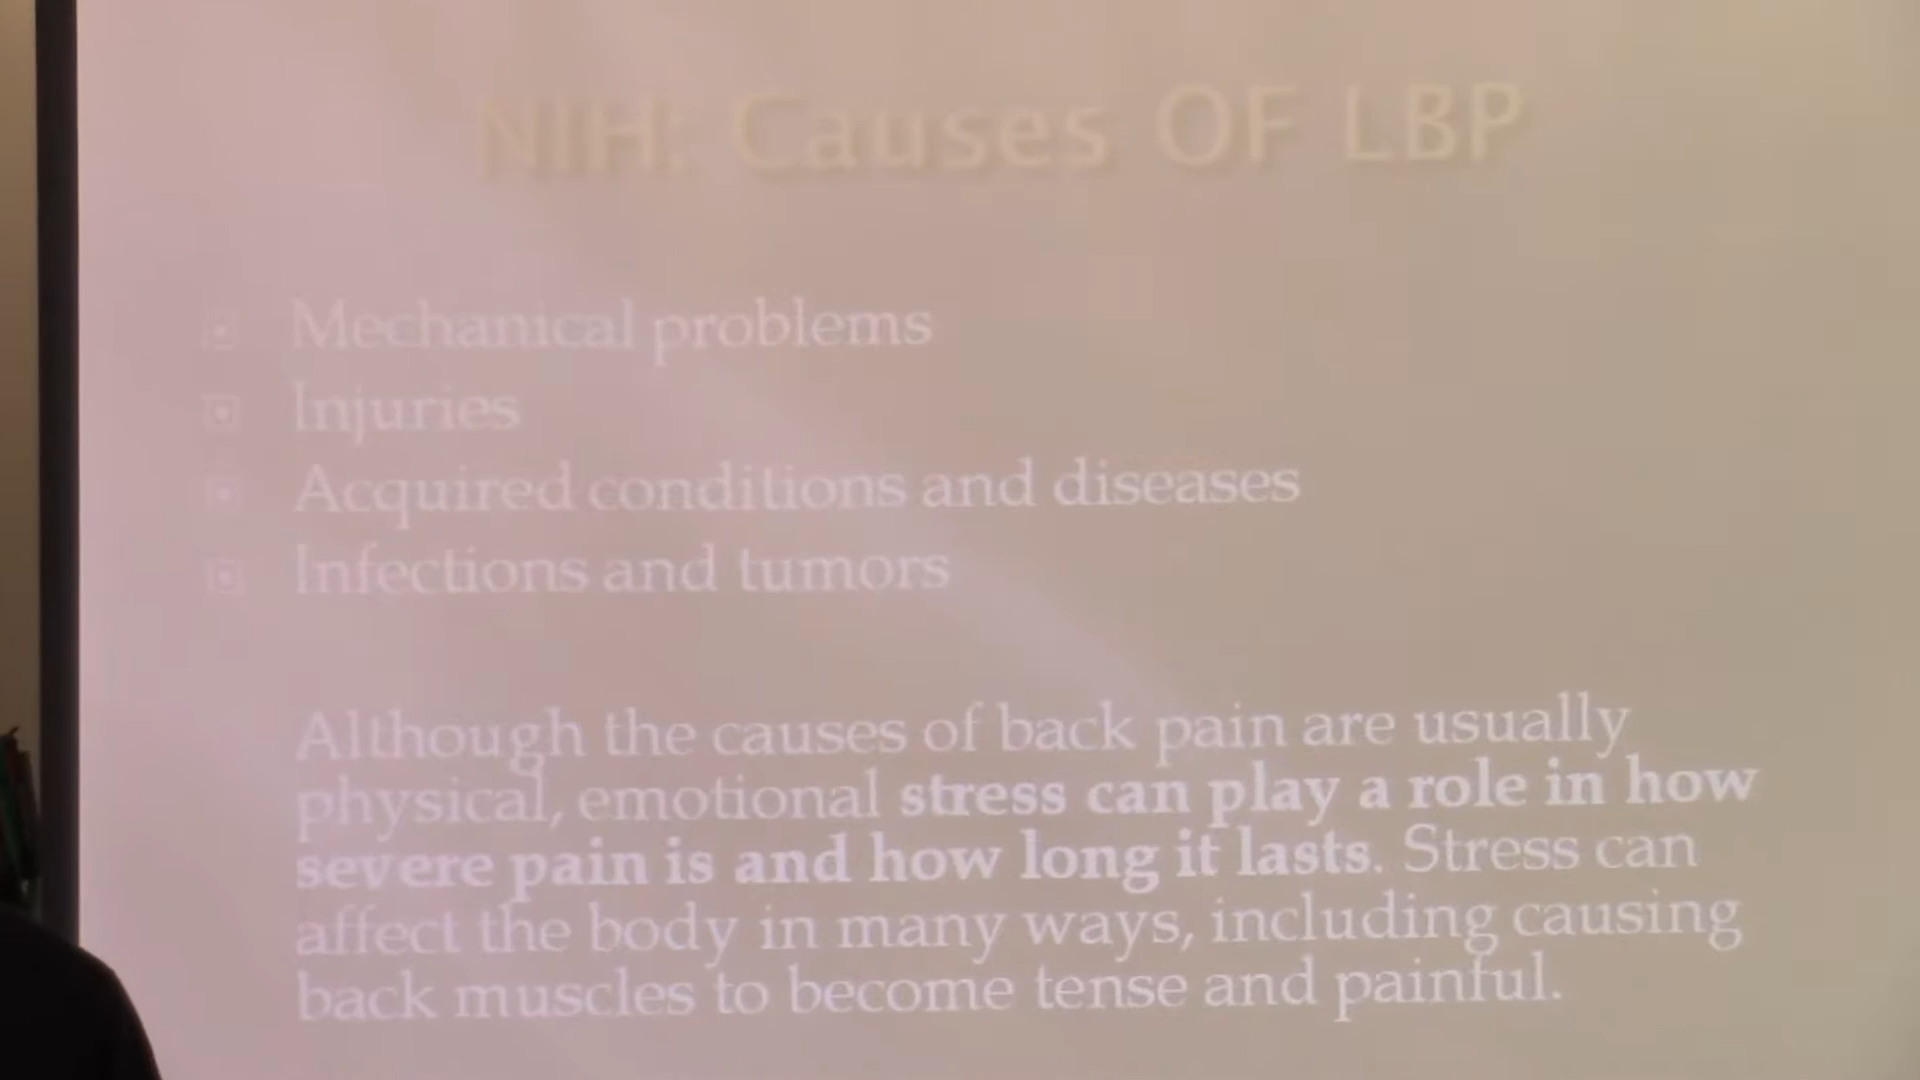 NIH: Causes OF LBP
Mechanical problems
Injuries
Acquired conditions and diseases
Infections and tumors
Although the causes of back pain are usually
physical, emotional stress can play a role in how
severe pain is and how long it lasts. Stress can
affect the body in many ways, including causing
back muscles to become tense and painful.